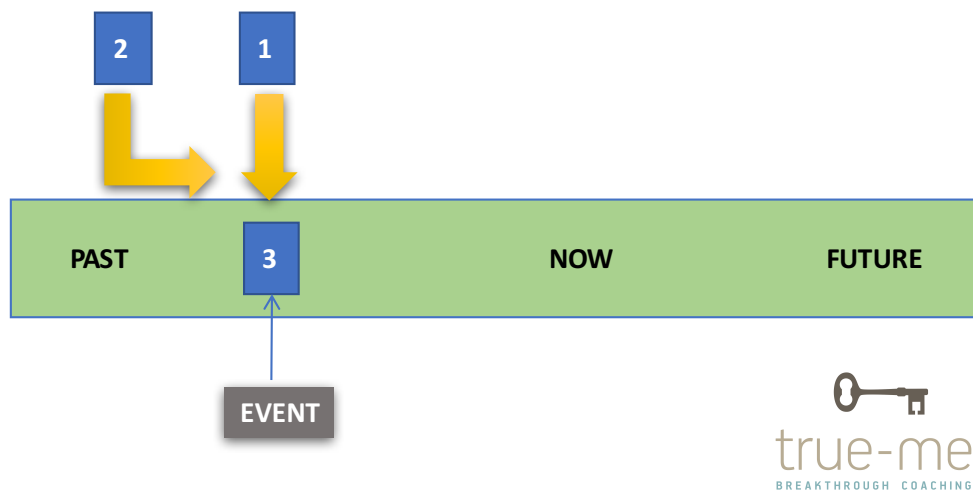 2 1
PAST 3 NOW FUTURE
EVENT
true-me
BREAKTHROUGH COACHING